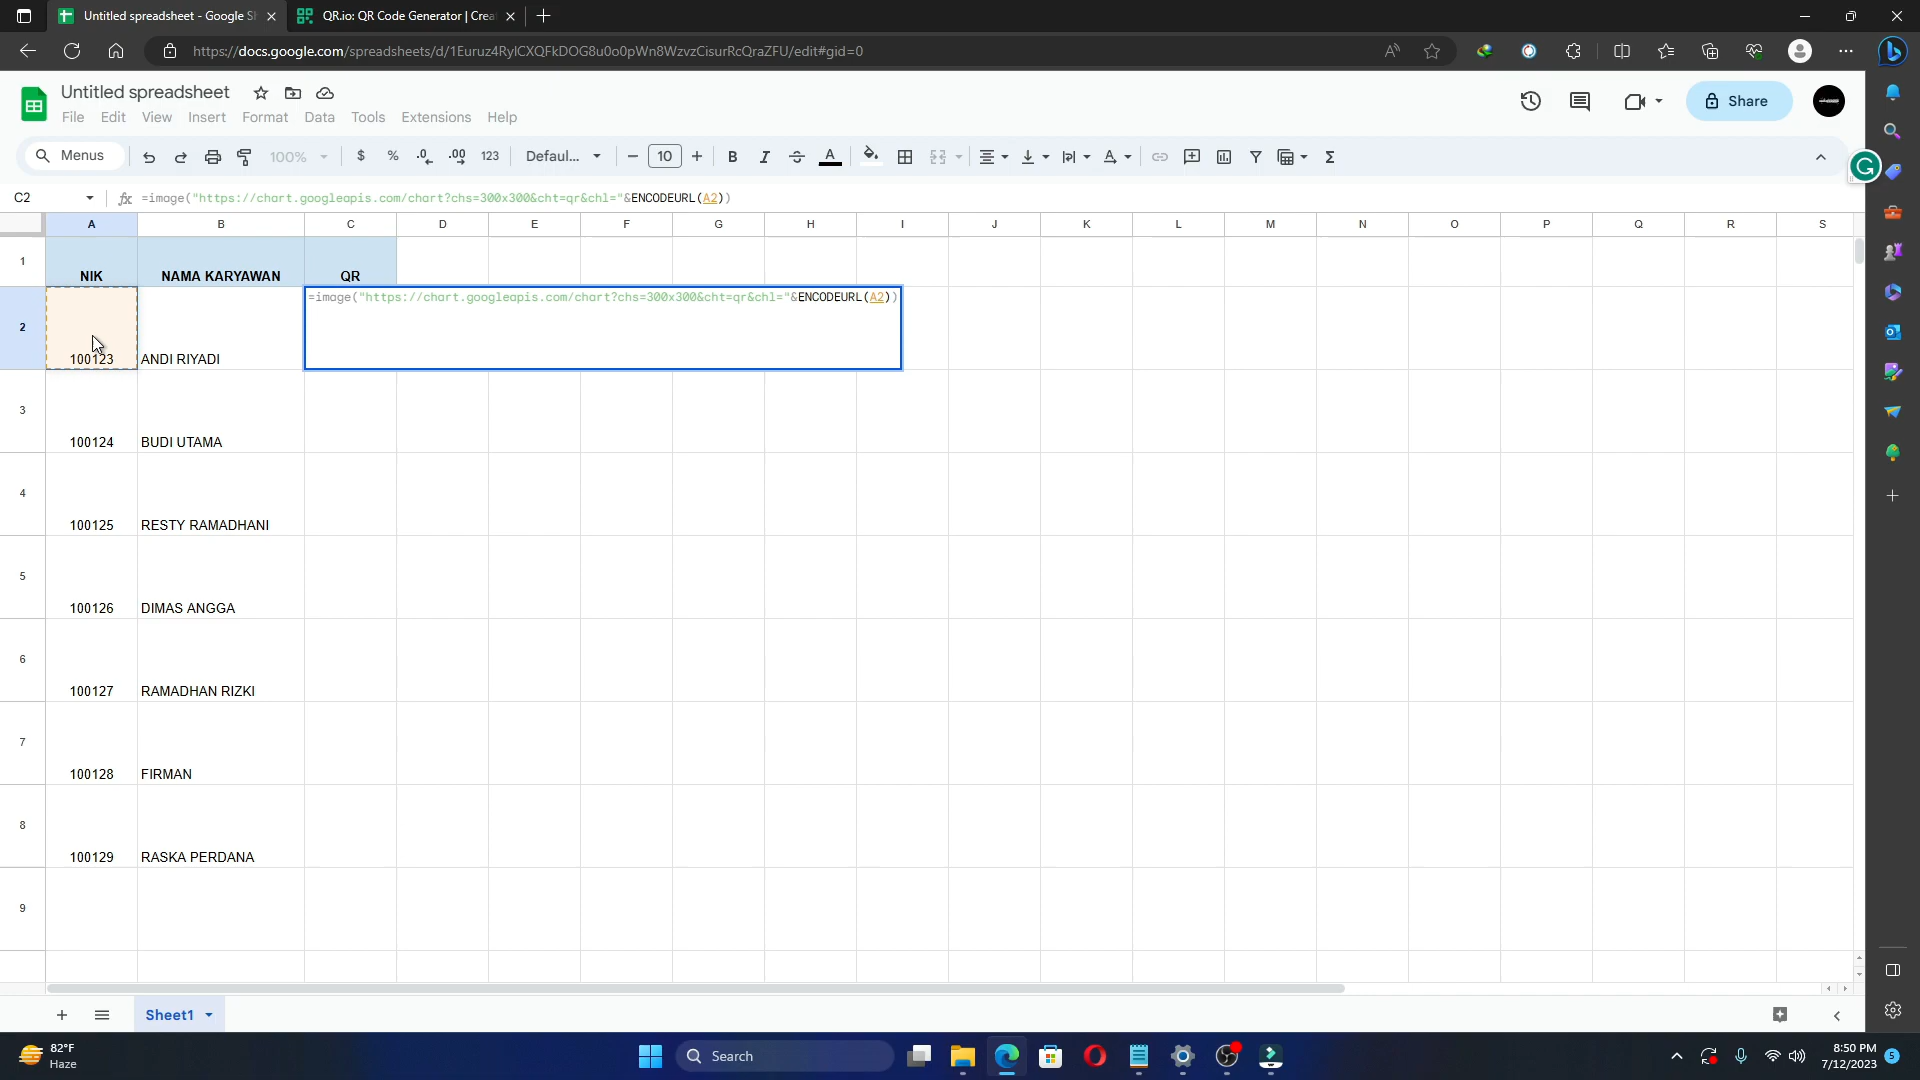 Untitled spreadsheet - Google S
QR.io: QR Code Generator | Crea
https://docs.google.com/spreadsheets/d/1Euruz4RyICXQFkDOG8u0o0pWn8WzvzCisurRcQraZFU/edit#gid=0
Untitled spreadsheet
File Edit View Insert Format Data Tools Extensions Help
Share
Menus 100% $ % .0 .00 123 Defaul... 10 B I S A
C2 fx =image("https://chart.googleapis.com/chart?chs=300x300&cht=qr&chl="&ENCODEURL(A2))
A B C D E F G H I J K L M N O P Q R S
1 NIK NAMA KARYAWAN QR
2 100123 ANDI RIYADI =image("https://chart.googleapis.com/chart?chs=300x300&cht=qr&chl="&ENCODEURL(A2))
3 100124 BUDI UTAMA
4 100125 RESTY RAMADHANI
5 100126 DIMAS ANGGA
6 100127 RAMADHAN RIZKI
7 100128 FIRMAN
8 100129 RASKA PERDANA
9
Sheet1
82°F
Haze
Search
8:50 PM
7/12/2023
5